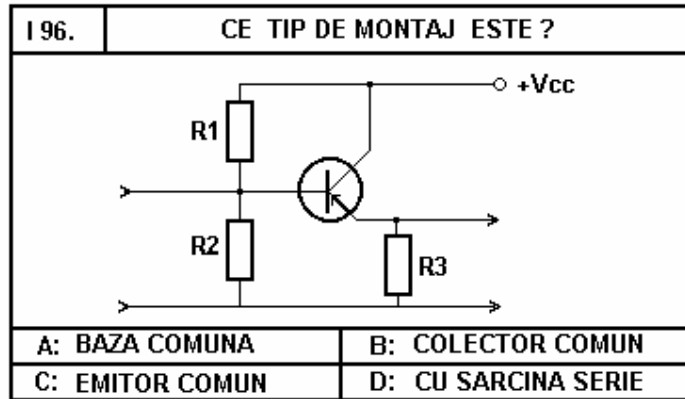 I 96. CE TIP DE MONTAJ ESTE ?
+Vcc
R1
R2
R3
A: BAZA COMUNA B: COLECTOR COMUN
C: EMITOR COMUN D: CU SARCINA SERIE